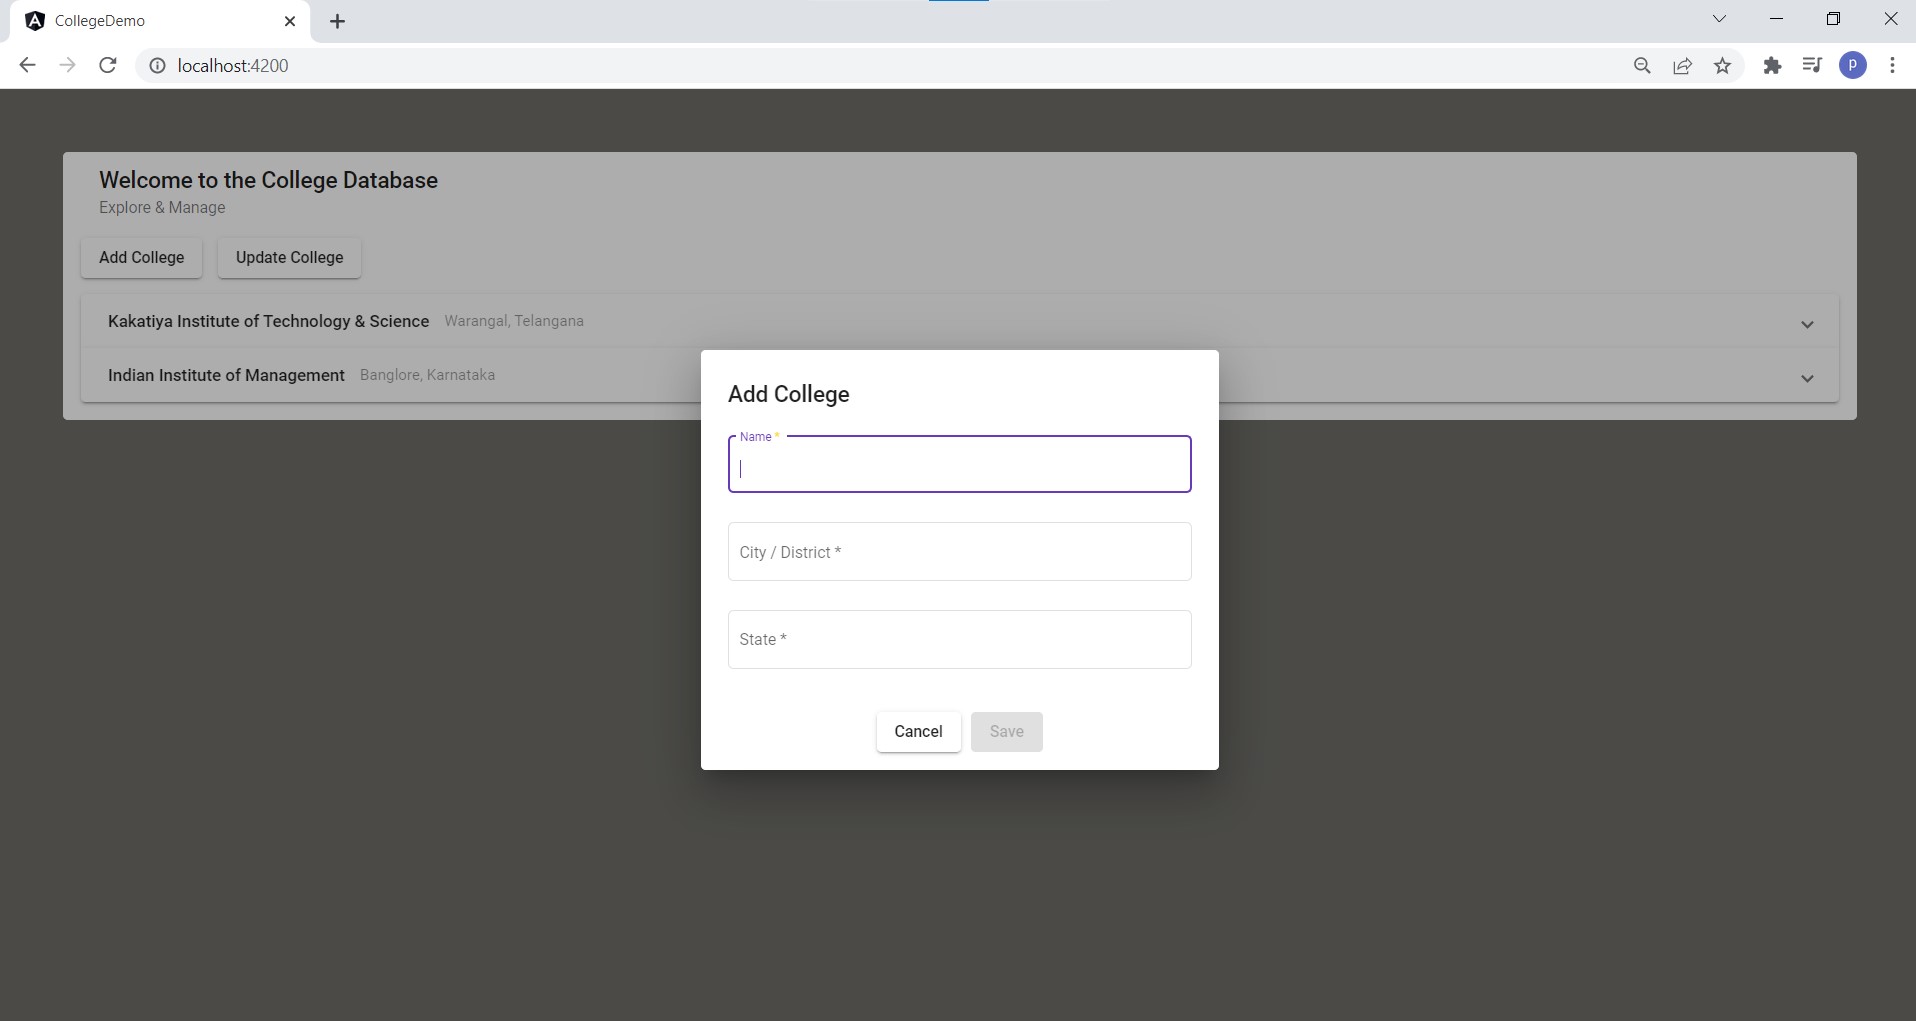 CollegeDemo
localhost:4200
P
Welcome to the College Database
Explore & Manage
Add College Update College
Kakatiya Institute of Technology & Science Warangal, Telangana
Indian Institute of Management Banglore, Karnataka
Add College
Name *
City / District *
State *
Cancel Save